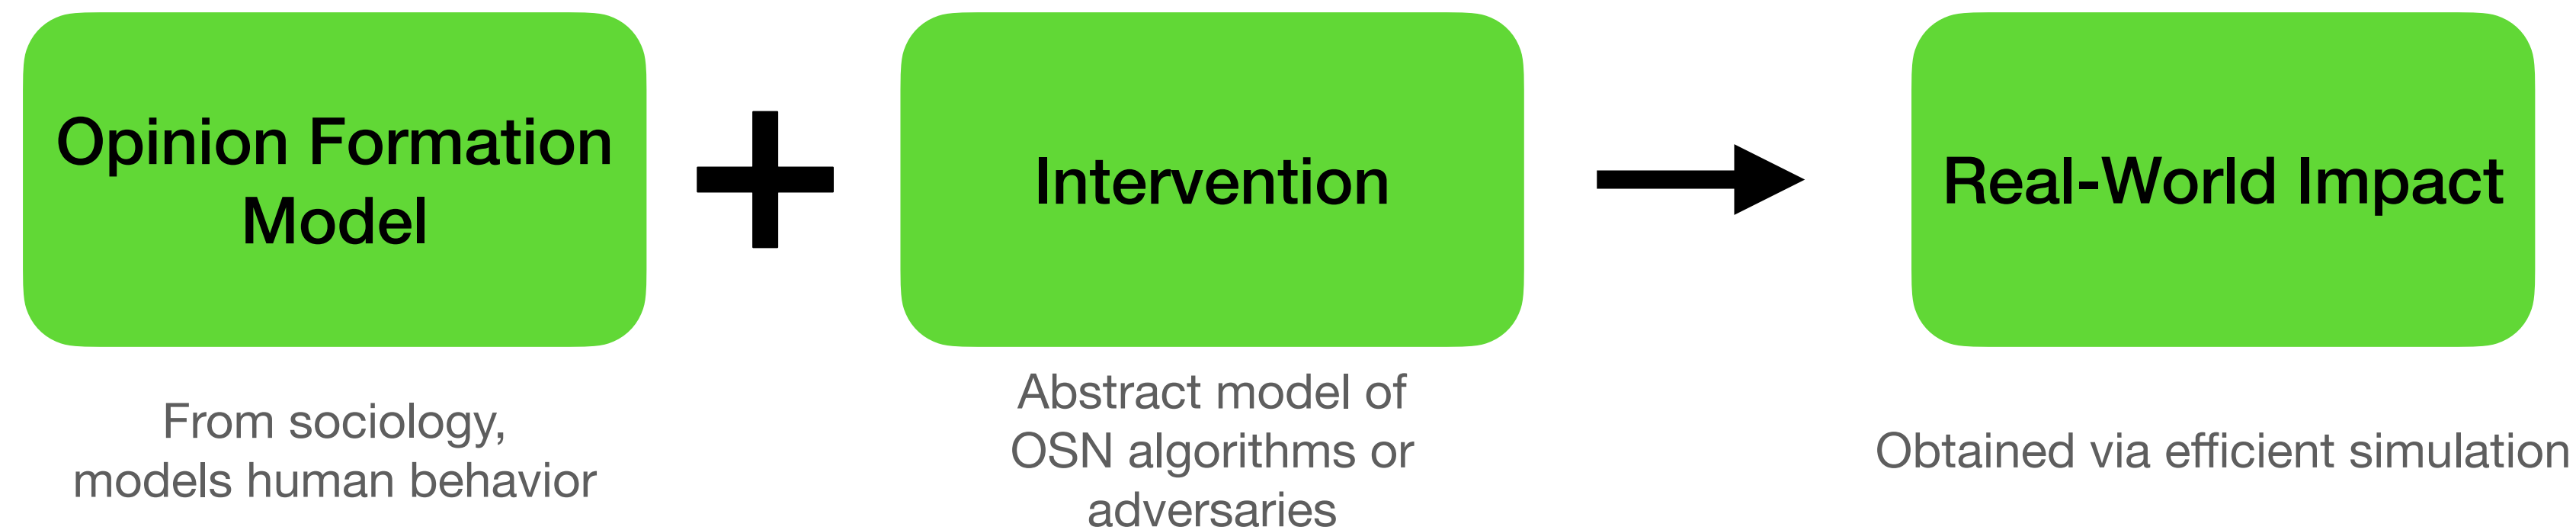 Opinion Formation
Model
Intervention
Real-World Impact
From sociology,
models human behavior
Abstract model of
OSN algorithms or
adversaries
Obtained via efficient simulation